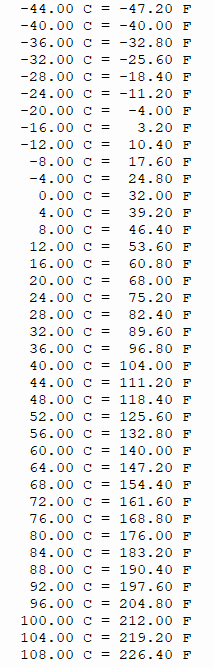 -44.00 C = -47.20 F
-40.00 C = -40.00 F
-36.00 C = -32.80 F
-32.00 C = -25.60 F
-28.00 C = -18.40 F
-24.00 C = -11.20 F
-20.00 C =  -4.00 F
-16.00 C =   3.20 F
-12.00 C =  10.40 F
 -8.00 C =  17.60 F
 -4.00 C =  24.80 F
  0.00 C =  32.00 F
  4.00 C =  39.20 F
  8.00 C =  46.40 F
 12.00 C =  53.60 F
 16.00 C =  60.80 F
 20.00 C =  68.00 F
 24.00 C =  75.20 F
 28.00 C =  82.40 F
 32.00 C =  89.60 F
 36.00 C =  96.80 F
 40.00 C = 104.00 F
 44.00 C = 111.20 F
 48.00 C = 118.40 F
 52.00 C = 125.60 F
 56.00 C = 132.80 F
 60.00 C = 140.00 F
 64.00 C = 147.20 F
 68.00 C = 154.40 F
 72.00 C = 161.60 F
 76.00 C = 168.80 F
 80.00 C = 176.00 F
 84.00 C = 183.20 F
 88.00 C = 190.40 F
 92.00 C = 197.60 F
 96.00 C = 204.80 F
100.00 C = 212.00 F
104.00 C = 219.20 F
108.00 C = 226.40 F